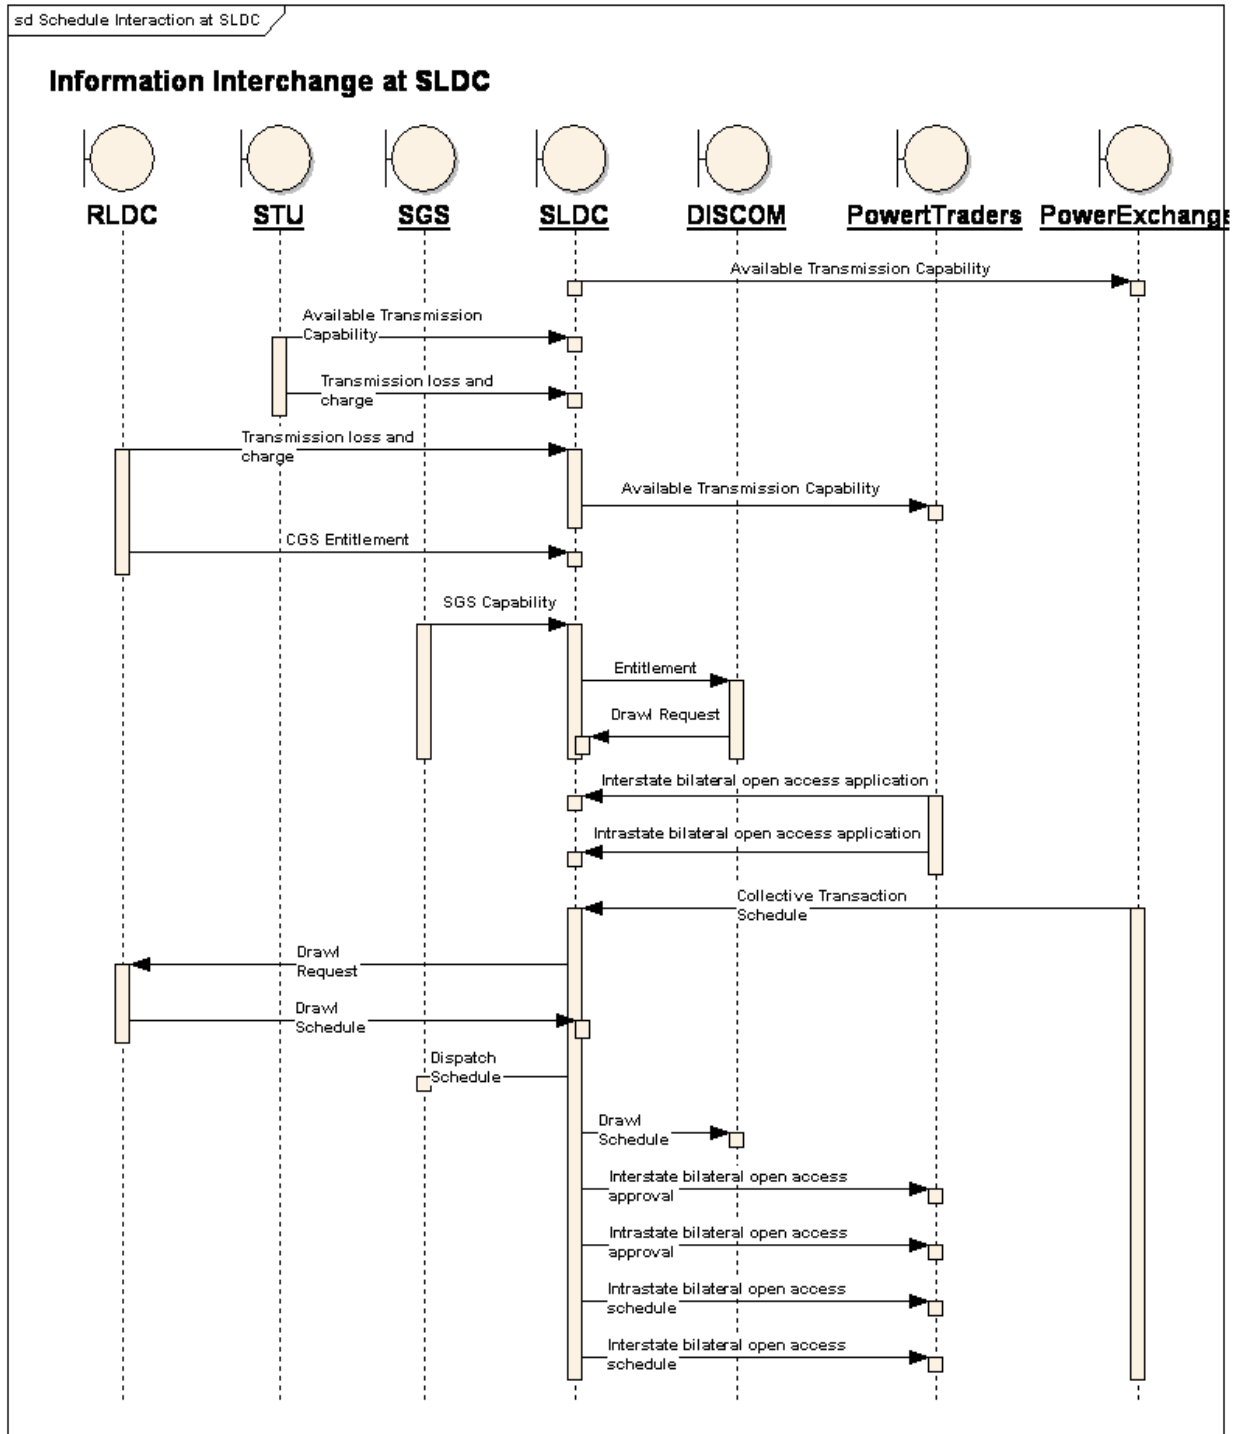 sd Schedule Interaction at SLDC
Information Interchange at SLDC
RLDC
STU
SGS
SLDC
DISCOM
PowertTraders
PowerExchange
Available Transmission Capability
Available Transmission
Capability
Transmission loss and
charge
Transmission loss and
charge
Available Transmission Capability
CGS Entitlement
SGS Capability
Entitlement
Drawl Request
Interstate bilateral open access application
Intrastate bilateral open access application
Collective Transaction
Schedule
Drawl
Request
Drawl
Schedule
Dispatch
Schedule
Drawl
Schedule
Interstate bilateral open access
approval
Intrastate bilateral open access
approval
Intrastate bilateral open access
schedule
Interstate bilateral open access
schedule